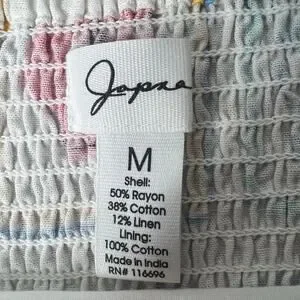 Japna
M
Shell:
50% Rayon
38% Cotton
12% Linen
Lining:
100% Cotton
Made in India
RN# 116696